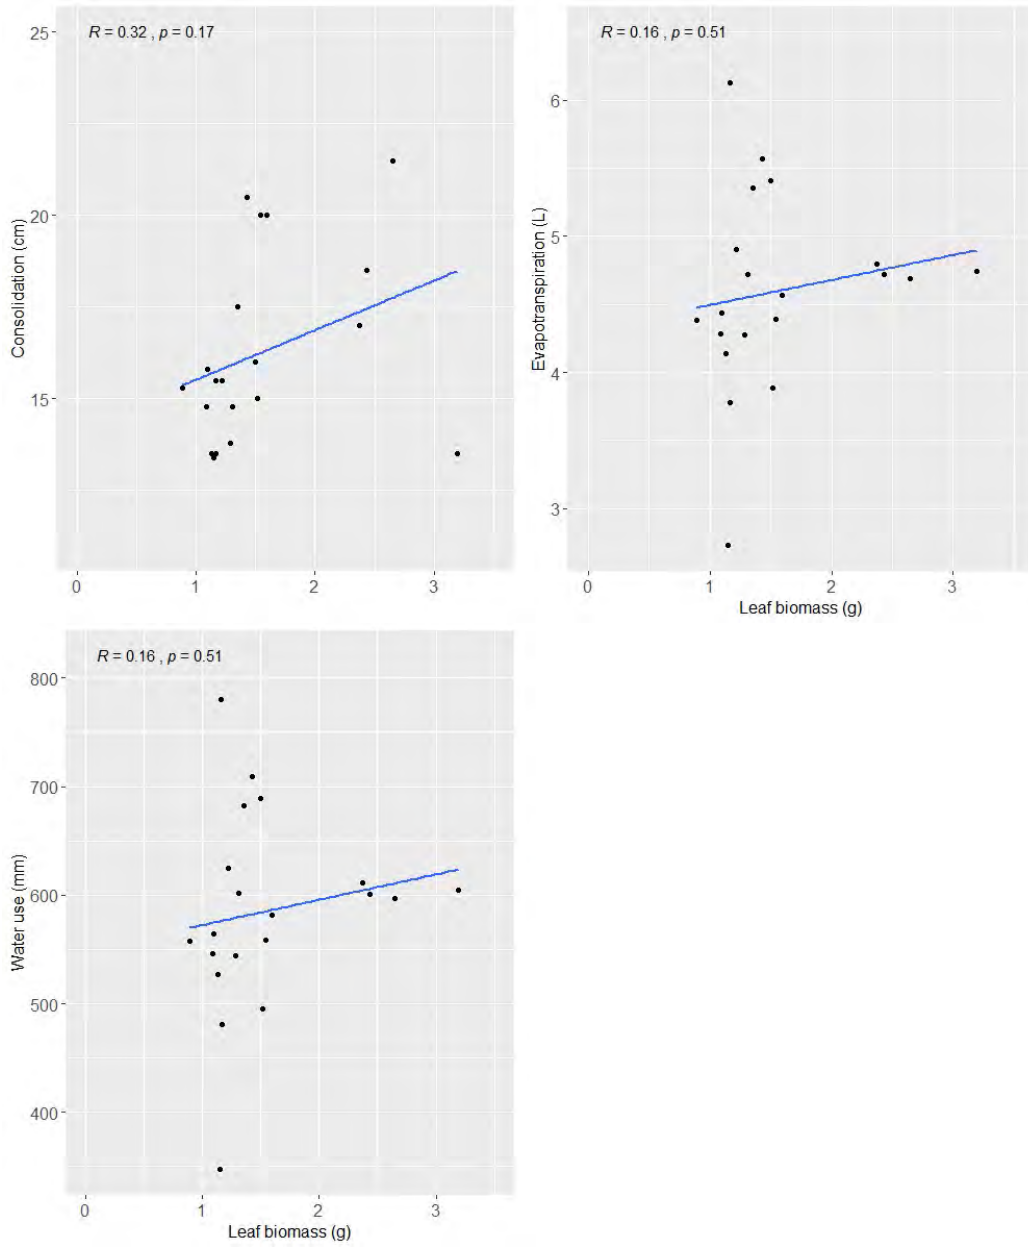 R = 0.32 , p = 0.17
25
20
15
Consolidation (cm)
0 1 2 3
R = 0.16 , p = 0.51
6
5
4
3
Evapotranspiration (L)
0 1 2 3
Leaf biomass (g)
R = 0.16 , p = 0.51
800
700
600
500
400
Water use (mm)
0 1 2 3
Leaf biomass (g)